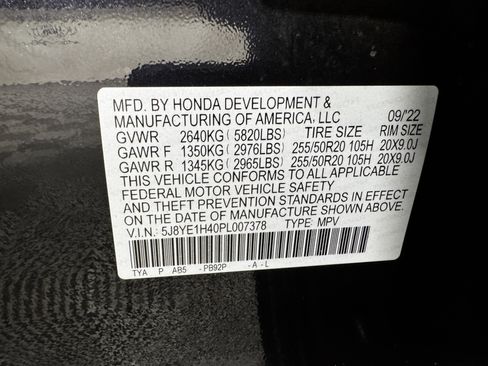 MFD. BY HONDA DEVELOPMENT &
MANUFACTURING OF AMERICA, LLC 09/'22
GVWR 2640KG (5820LBS) TIRE SIZE RIM SIZE
GAWR F 1350KG (2976LBS) 255/50R20 105H 20X9.0J
GAWR R 1345KG (2965LBS) 255/50R20 105H 20X9.0J
THIS VEHICLE CONFORMS TO ALL APPLICABLE
FEDERAL MOTOR VEHICLE SAFETY
AND THEFT PREVENTION STANDARDS IN EFFECT
ON THE DATE OF MANUFACTURE SHOWN ABOVE.
V.I.N.: 5J8YE1H40PL007378 TYPE: MPV
TYA P AB5 -PB92P -A-L